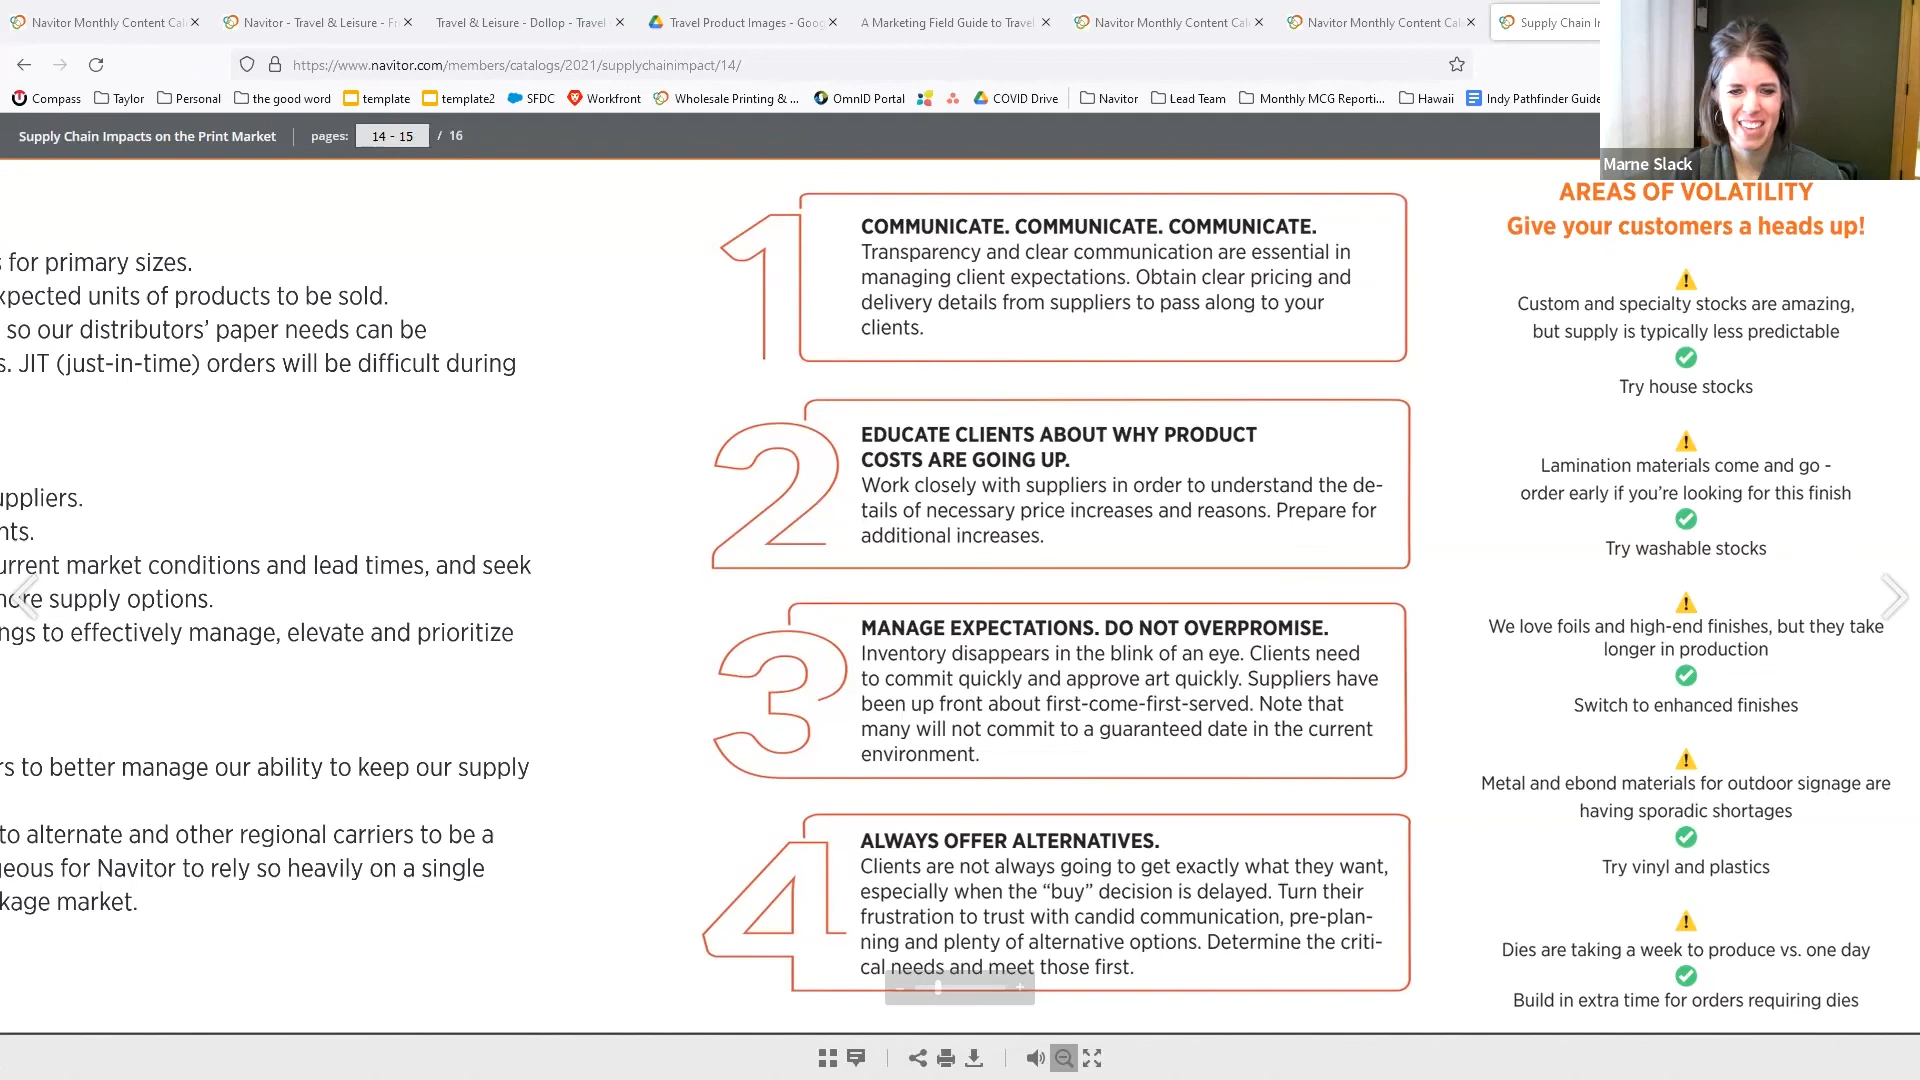 Navitor Monthly Content Cal
Navitor - Travel & Leisure - Fr
Travel & Leisure - Dollop - Travel
Travel Product Images - Goog
A Marketing Field Guide to Travel
Navitor Monthly Content Cal
Navitor Monthly Content Cal
Supply Chain Ir
https://www.navitor.com/members/catalogs/2021/supplychainimpact/14/
Compass
Taylor
Personal
the good word
template
template2
SFDC
Workfront
Wholesale Printing & ...
OmnID Portal
COVID Drive
Navitor
Lead Team
Monthly MCG Reporti...
Hawaii
Indy Pathfinder Guide
Supply Chain Impacts on the Print Market
pages:
14 - 15
/ 16
Marne Slack
s for primary sizes.
xpected units of products to be sold.
so our distributors’ paper needs can be
s. JIT (just-in-time) orders will be difficult during
uppliers.
nts.
urrent market conditions and lead times, and seek
more supply options.
ngs to effectively manage, elevate and prioritize
rs to better manage our ability to keep our supply
to alternate and other regional carriers to be a
geous for Navitor to rely so heavily on a single
kage market.
1
COMMUNICATE. COMMUNICATE. COMMUNICATE.
Transparency and clear communication are essential in
managing client expectations. Obtain clear pricing and
delivery details from suppliers to pass along to your
clients.
2
EDUCATE CLIENTS ABOUT WHY PRODUCT
COSTS ARE GOING UP.
Work closely with suppliers in order to understand the de-
tails of necessary price increases and reasons. Prepare for
additional increases.
3
MANAGE EXPECTATIONS. DO NOT OVERPROMISE.
Inventory disappears in the blink of an eye. Clients need
to commit quickly and approve art quickly. Suppliers have
been up front about first-come-first-served. Note that
many will not commit to a guaranteed date in the current
environment.
4
ALWAYS OFFER ALTERNATIVES.
Clients are not always going to get exactly what they want,
especially when the “buy” decision is delayed. Turn their
frustration to trust with candid communication, pre-plan-
ning and plenty of alternative options. Determine the criti-
cal needs and meet those first.
AREAS OF VOLATILITY
Give your customers a heads up!
Custom and specialty stocks are amazing,
but supply is typically less predictable
Try house stocks
Lamination materials come and go -
order early if you’re looking for this finish
Try washable stocks
We love foils and high-end finishes, but they take
longer in production
Switch to enhanced finishes
Metal and ebond materials for outdoor signage are
having sporadic shortages
Try vinyl and plastics
Dies are taking a week to produce vs. one day
Build in extra time for orders requiring dies